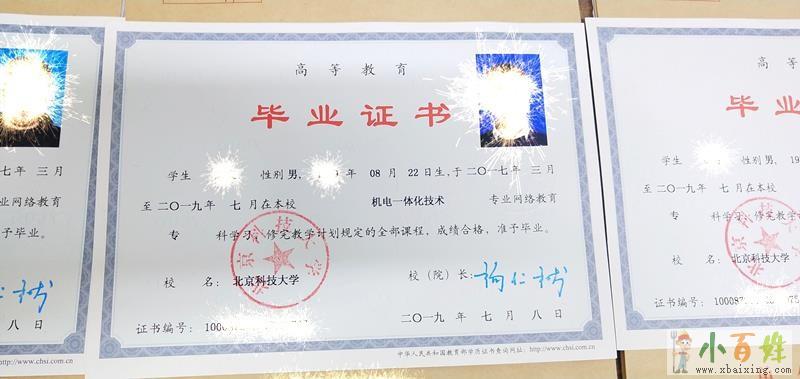 高等教育
毕业证书
学生 性别男, 年 08 月 22 日生,于二〇一七年 三月
至二〇一九年 七月在本校 机电一体化技术 专业网络教育
专 科学习,修完教学计划规定的全部课程,成绩合格,准予毕业。
校 名: 北京科技大学
校(院)长:
证书编号:
二〇一九年 七月 八日
中华人民共和国教育部学历证书查询网址: http://www.chsi.com.cn
七年 三月
业网络教育
予毕业。
八日
http://www.chsi.com.cn
高等
毕业
学生 性别男, 19
至二〇一九年 七月在本校
专 科学习,修完教学
校 名: 北京科技大学
证书编号:
小百姓
www.xbaixing.com